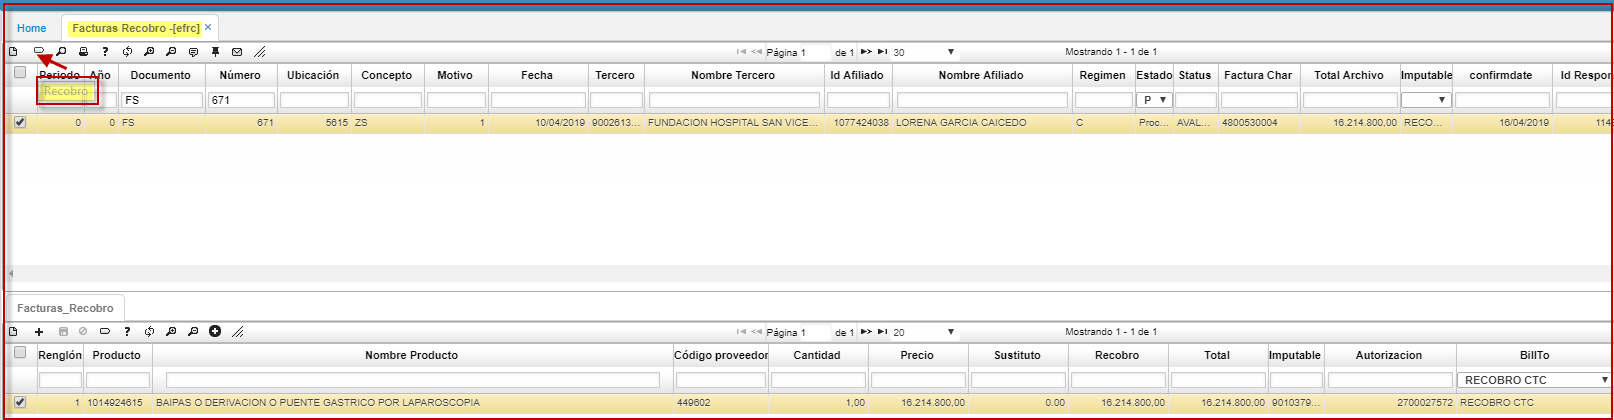 Home Facturas Recobro -[efrc] ×
Página 1 de 1 30 Mostrando 1 - 1 de 1
Periodo Año Documento Número Ubicación Concepto Motivo Fecha Tercero Nombre Tercero Id Afiliado Nombre Afiliado Regimen Estado Status Factura Char Total Archivo Imputable confirmdate Id Respon
Recobro FS 671 P
0 0 FS 671 5615 ZS 1 10/04/2019 9002613... FUNDACION HOSPITAL SAN VICE... 1077424038 LORENA GARCIA CAICEDO C Proc... AVAL... 4800530004 16.214.800,00 RECO... 16/04/2019 114
Facturas_Recobro
Página 1 de 1 20 Mostrando 1 - 1 de 1
Renglón Producto Nombre Producto Código proveedor Cantidad Precio Sustituto Recobro Total Imputable Autorizacion BillTo
RECOBRO CTC
1 1014924615 BAIPAS O DERIVACION O PUENTE GASTRICO POR LAPAROSCOPIA 449602 1,00 16.214.800,00 0.00 16.214.800,00 16.214.800,00 9010379... 2700027572 RECOBRO CTC